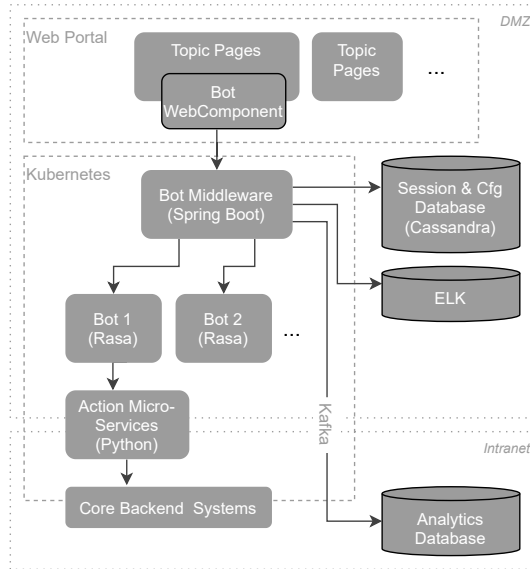 DMZ
Web Portal
Topic Pages
Topic
Pages
...
Bot
WebComponent
Kubernetes
Bot Middleware
(Spring Boot)
Session & Cfg
Database
(Cassandra)
ELK
Bot 1
(Rasa)
Bot 2
(Rasa)
...
Action Micro-
Services
(Python)
Kafka
Intranet
Core Backend Systems
Analytics
Database